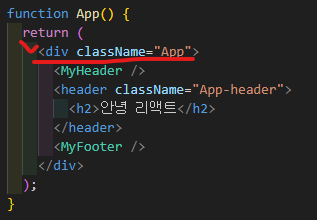 function App() {
return (
<div className="App">
<MyHeader />
<header className="App-header">
<h2>안녕 리액트</h2>
</header>
<MyFooter />
</div>
);
}